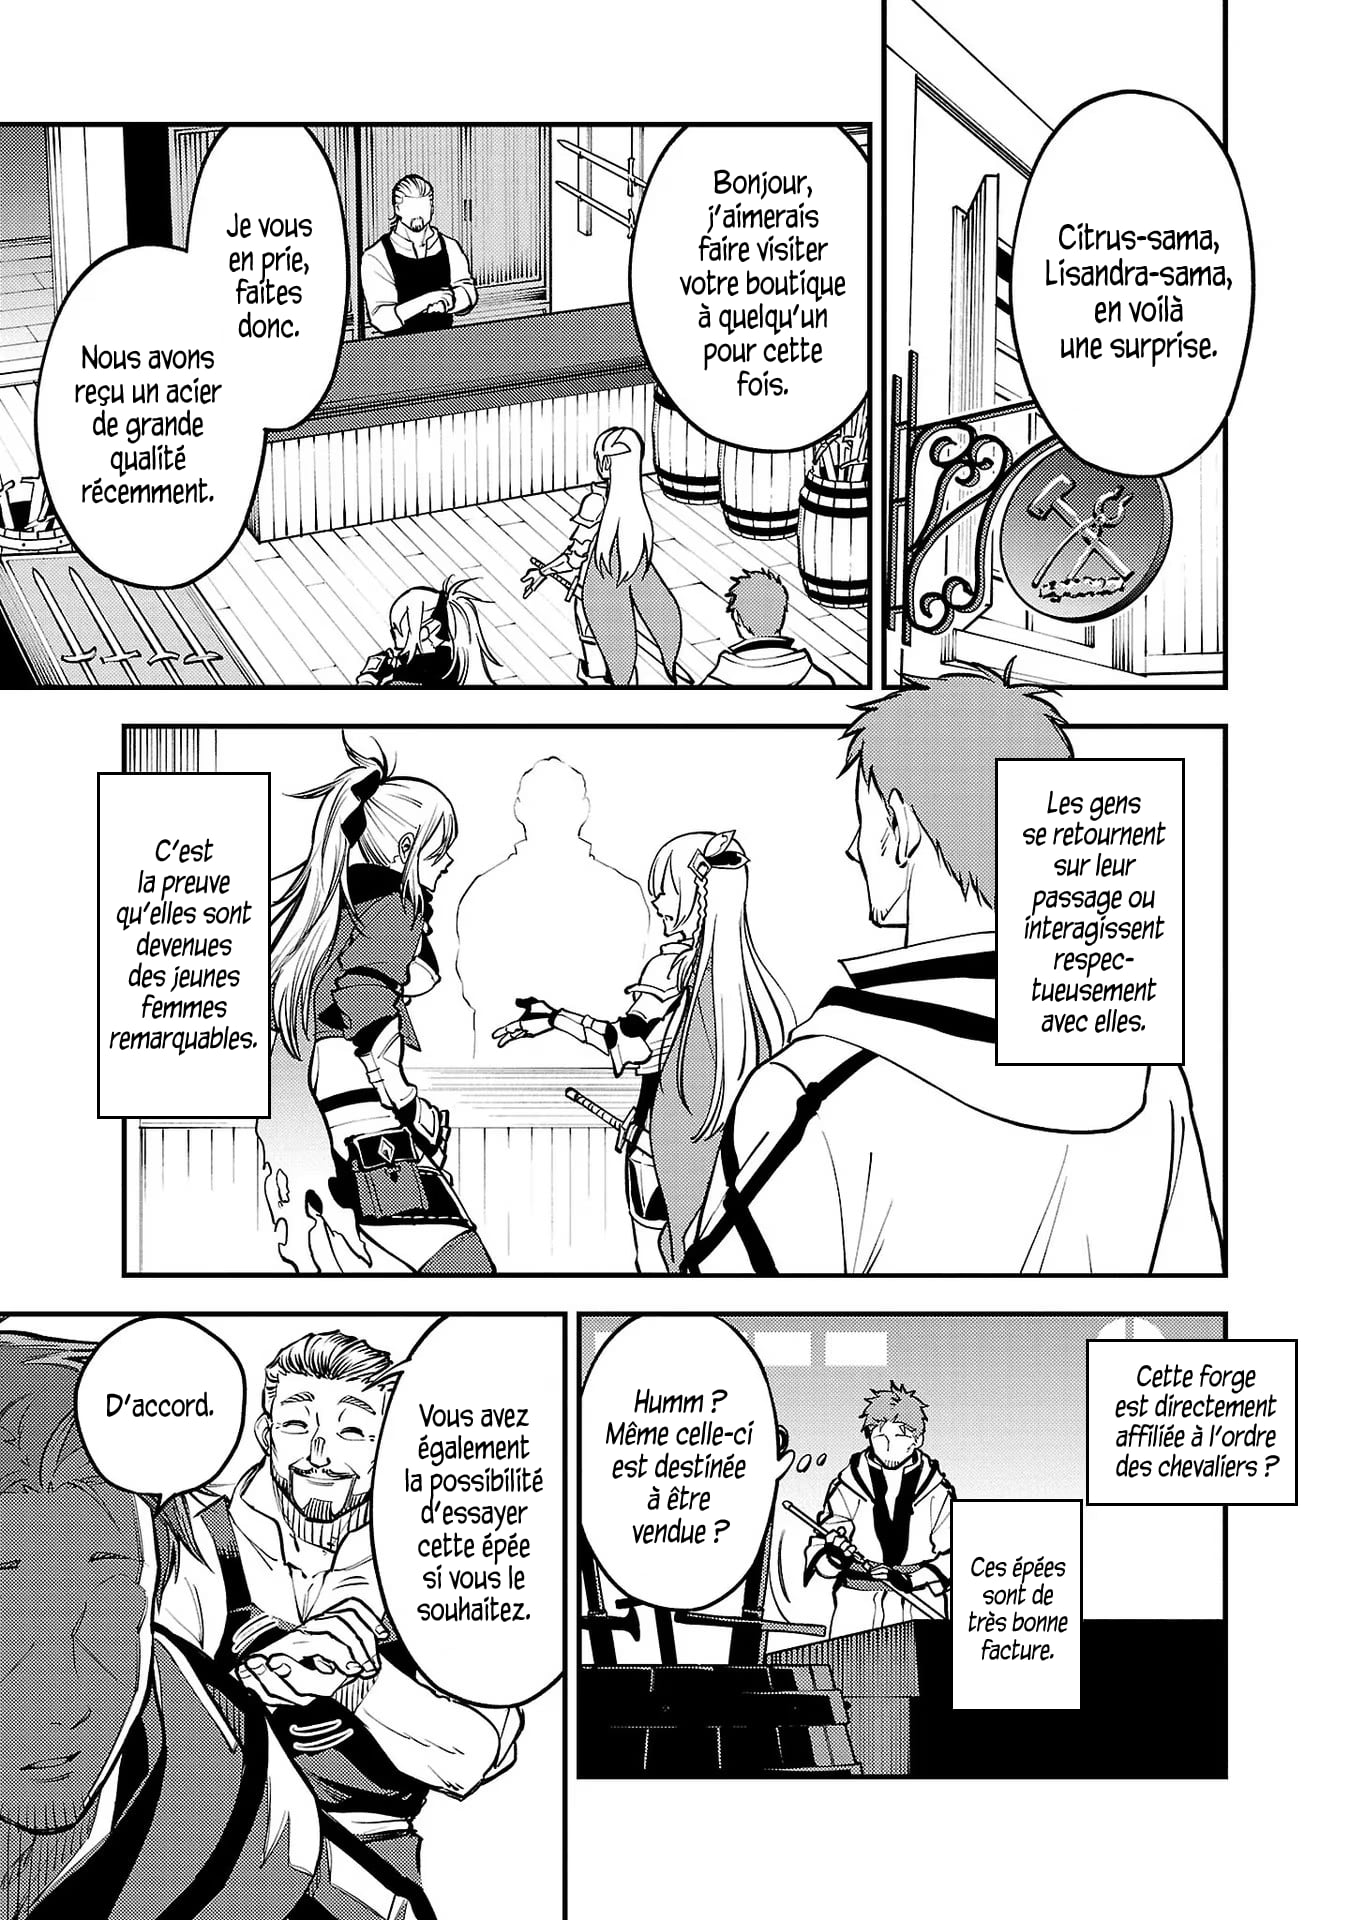 Citrus-sama,
Lisandra-sama,
en voilà
une surprise.
Bonjour,
j'aimerais
faire visiter
votre boutique
à quelqu'un
pour cette
fois.
Je vous
en prie,
faites
donc.
Nous avons
reçu un acier
de grande
qualité
récemment.
Les gens
se retournent
sur leur
passage ou
interagissent
respec-
tueusement
avec elles.
C'est
la preuve
qu'elles sont
devenues
des jeunes
femmes
remarquables.
Cette forge
est directement
affiliée à l'ordre
des chevaliers ?
Ces épées
sont de
très bonne
facture.
Humm ?
Même celle-ci
est destinée
à être
vendue ?
Vous avez
également
la possibilité
d'essayer
cette épée
si vous le
souhaitez.
D'accord.